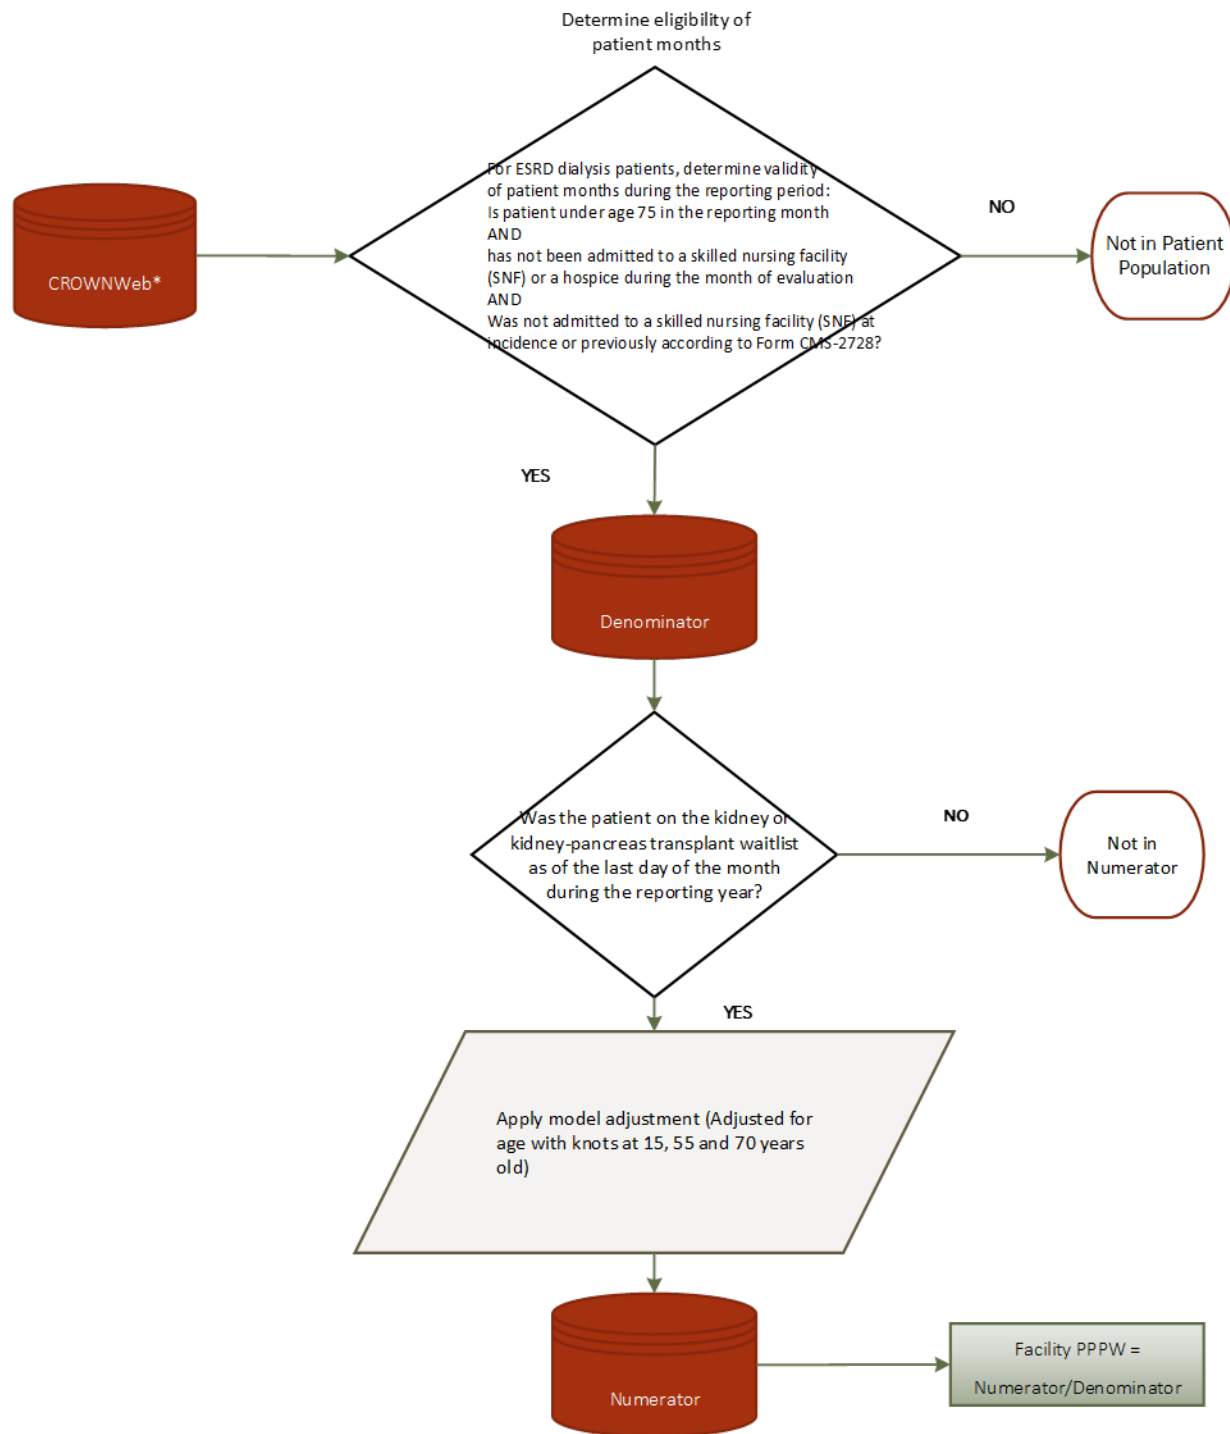 Determine eligibility of
patient months
For ESRD dialysis patients, determine validity
of patient months during the reporting period:
Is patient under age 75 in the reporting month
AND
has not been admitted to a skilled nursing facility
(SNF) or a hospice during the month of evaluation
AND
Was not admitted to a skilled nursing facility (SNF) at
incidence or previously according to Form CMS-2728?
CROWNWeb*
NO
Not in Patient
Population
YES
Denominator
Was the patient on the kidney or
kidney-pancreas transplant waitlist
as of the last day of the month
during the reporting year?
NO
Not in
Numerator
YES
Apply model adjustment (Adjusted for
age with knots at 15, 55 and 70 years
old)
Numerator
Facility PPPW =
Numerator/Denominator